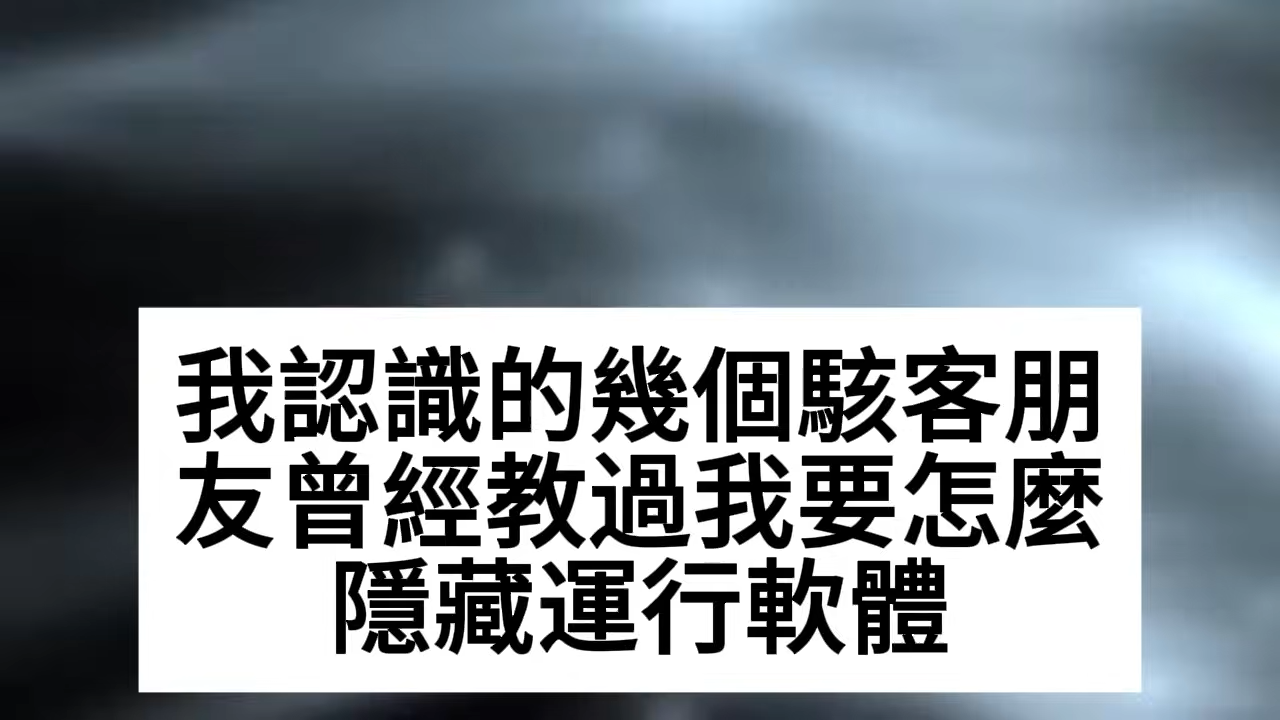 我認識的幾個駭客朋
友曾經教過我要怎麼
隱藏運行軟體